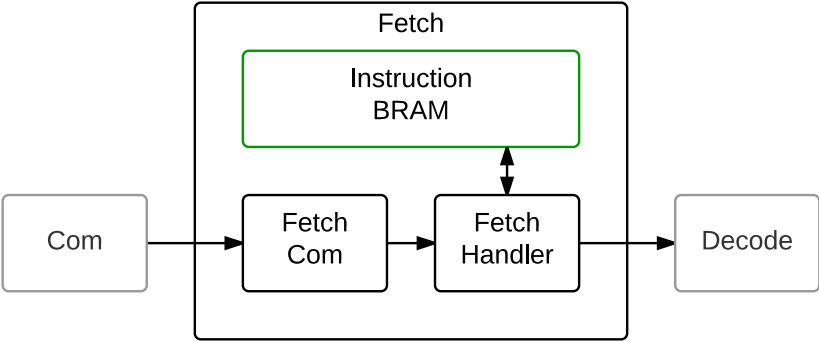 Fetch
Instruction
BRAM
Com
Fetch
Com
Fetch
Handler
Decode